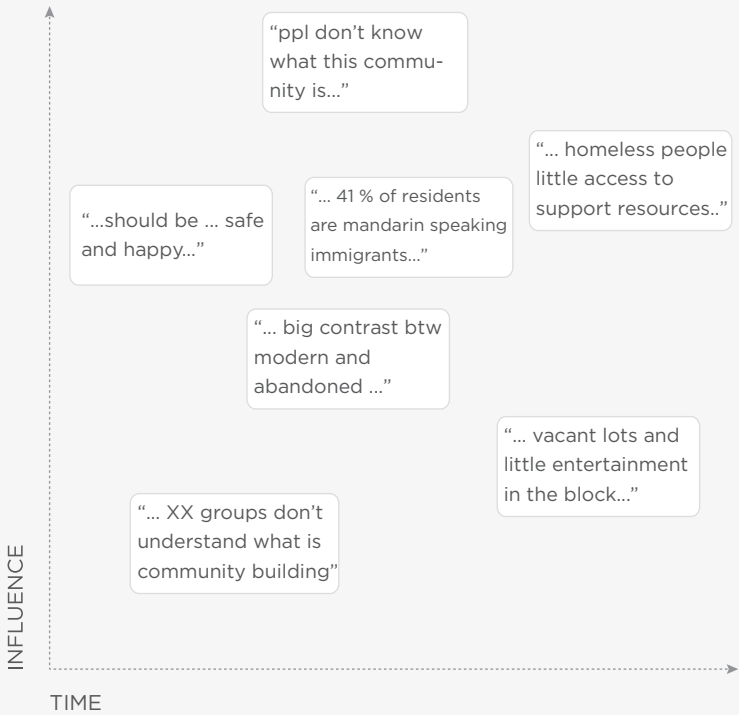 “ppl don’t know
what this commu-
nity is...”
“... homeless people
little access to
support resources..”
“...should be ... safe
and happy...”
“... 41 % of residents
are mandarin speaking
immigrants...”
“... big contrast btw
modern and
abandoned ...”
“... vacant lots and
little entertainment
in the block...”
“... XX groups don’t
understand what is
community building”
INFLUENCE
TIME